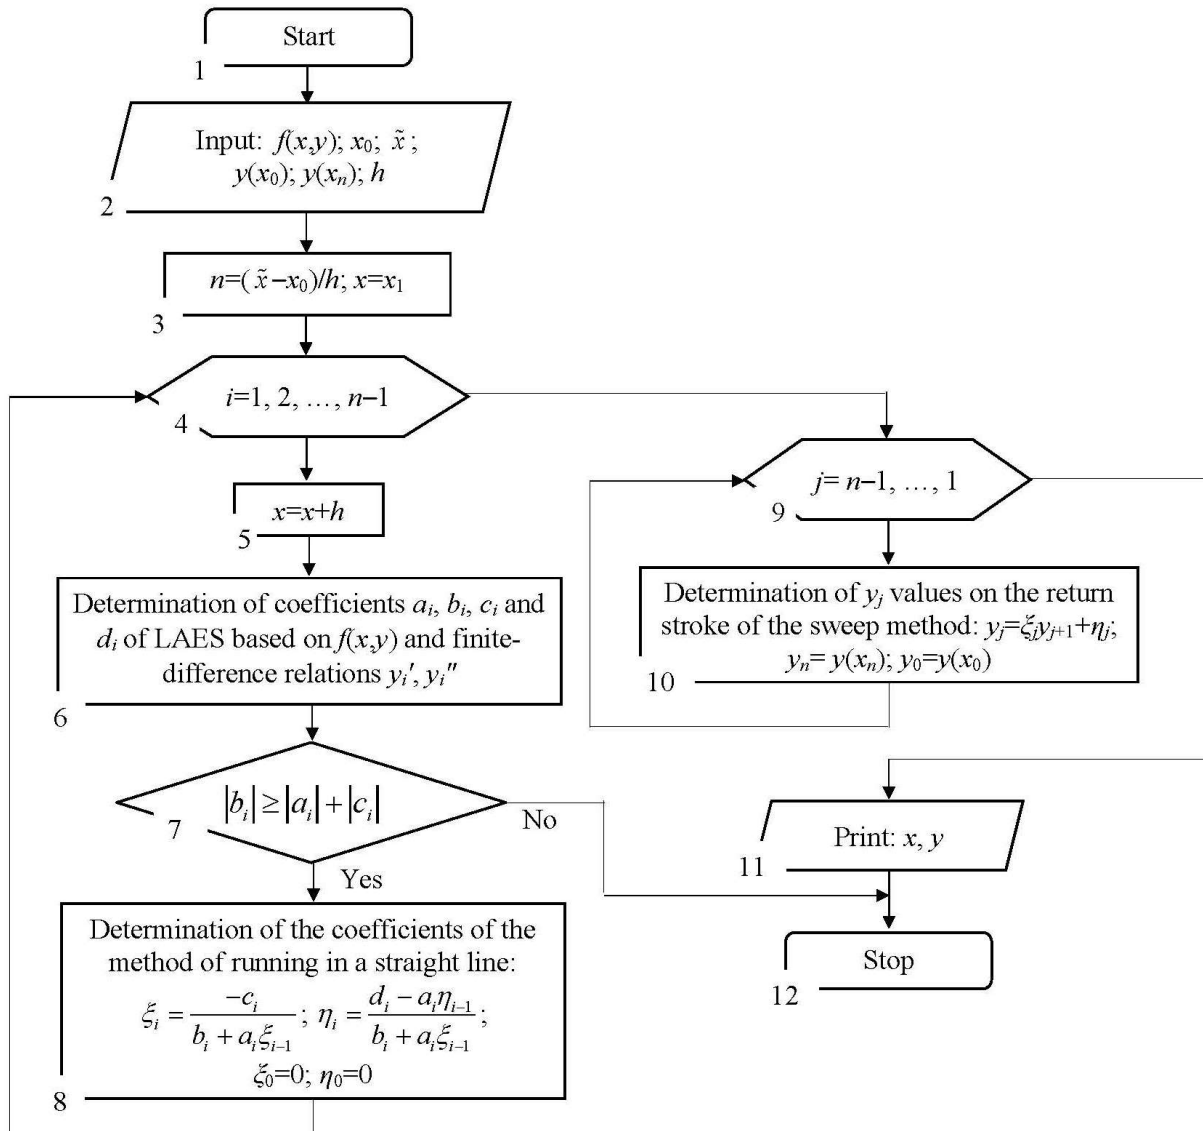 Start
1
Input: f(x,y); x₀; x̃;
y(x₀); y(xₙ); h
2
n=(x̃−x₀)/h; x=x₁
3
i=1, 2, …, n−1
4
x=x+h
5
Determination of coefficients aᵢ, bᵢ, cᵢ and
dᵢ of LAES based on f(x,y) and finite-
difference relations yᵢ′, yᵢ″
6
|bᵢ| ≥ |aᵢ| + |cᵢ|
7
No
Yes
Determination of the coefficients of the
method of running in a straight line:
ξᵢ = −cᵢ / (bᵢ + aᵢξᵢ₋₁); ηᵢ = (dᵢ − aᵢηᵢ₋₁) / (bᵢ + aᵢξᵢ₋₁);
ξ₀=0; η₀=0
8
j= n−1, …, 1
9
Determination of yⱼ values on the return
stroke of the sweep method: yⱼ=ξⱼyⱼ₊₁+ηⱼ;
yₙ= y(xₙ); y₀=y(x₀)
10
Print: x, y
11
Stop
12